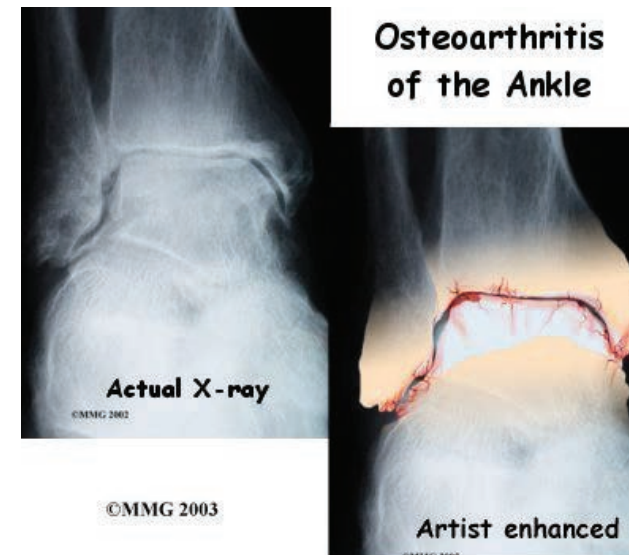 Osteoarthritis
of the Ankle
Actual X-ray
©MMG 2002
©MMG 2003
Artist enhanced